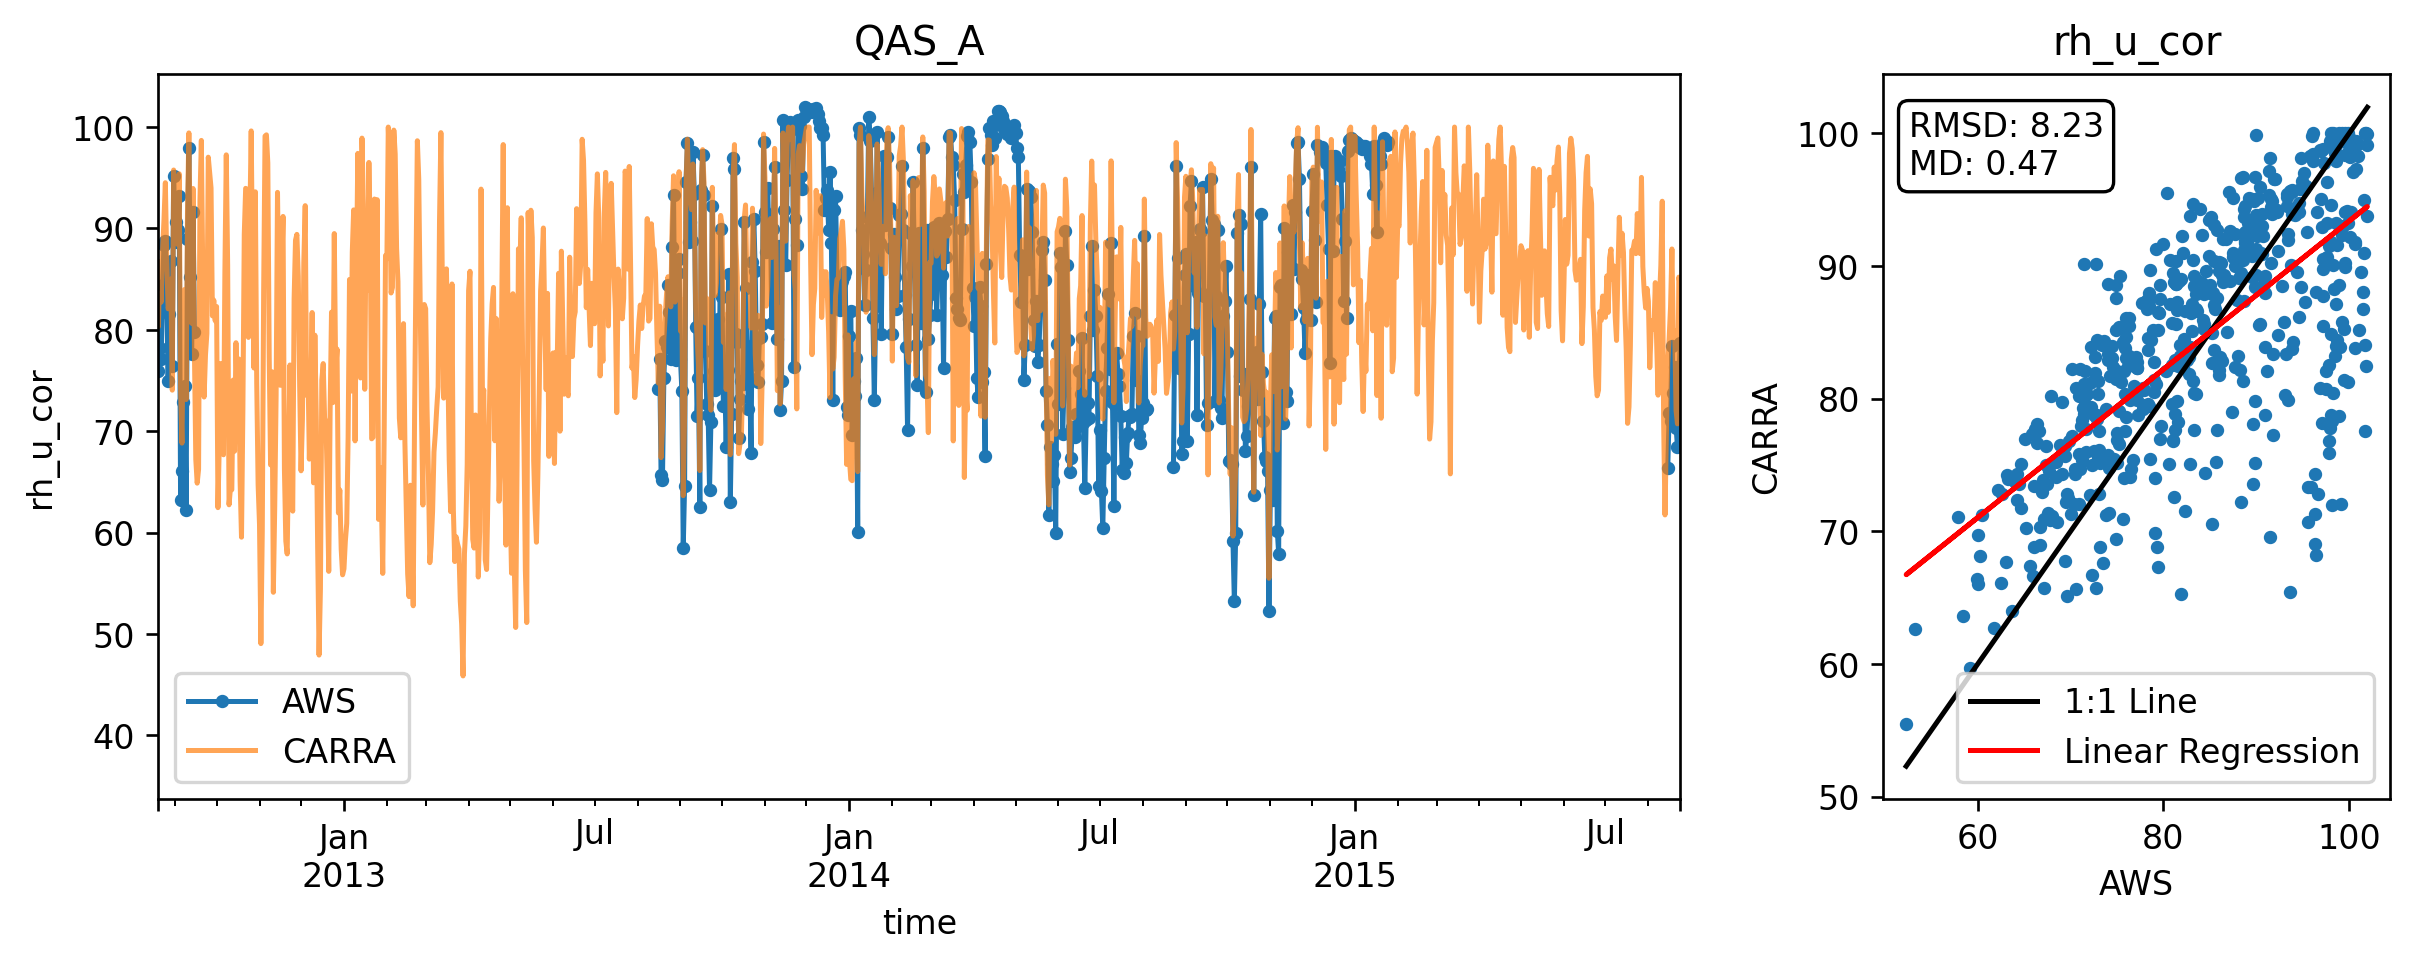 QAS_A
rh_u_cor
100
90
80
70
60
50
40
AWS
CARRA
Jan
2013
Jul
Jan
2014
Jul
Jan
2015
Jul
time
rh_u_cor
RMSD: 8.23
MD: 0.47
CARRA
100
90
80
70
60
50
1:1 Line
Linear Regression
60
80
100
AWS